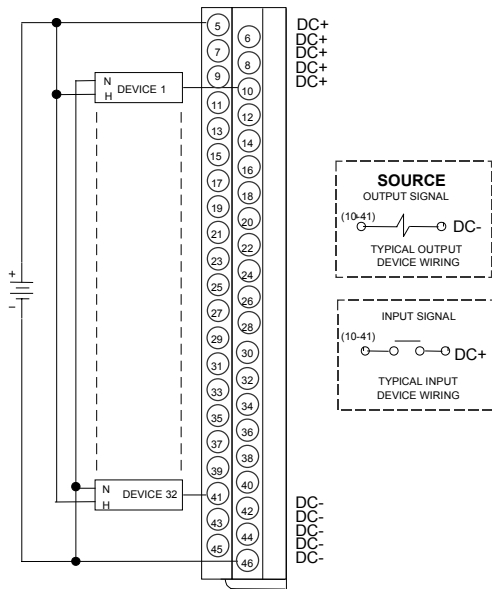 5 DC+
6 DC+
7 DC+
8 DC+
9 DC+
N
H
DEVICE 1
10
11
12
13
14
15
16
17
18
19
20
21
22
23
24
25
26
27
28
29
30
31
32
33
34
35
36
37
38
39
40
N
H
DEVICE 32
41
42 DC-
43 DC-
44 DC-
45 DC-
46 DC-
+
-
SOURCE
OUTPUT SIGNAL
(10-41) DC-
TYPICAL OUTPUT
DEVICE WIRING
INPUT SIGNAL
(10-41) DC+
TYPICAL INPUT
DEVICE WIRING